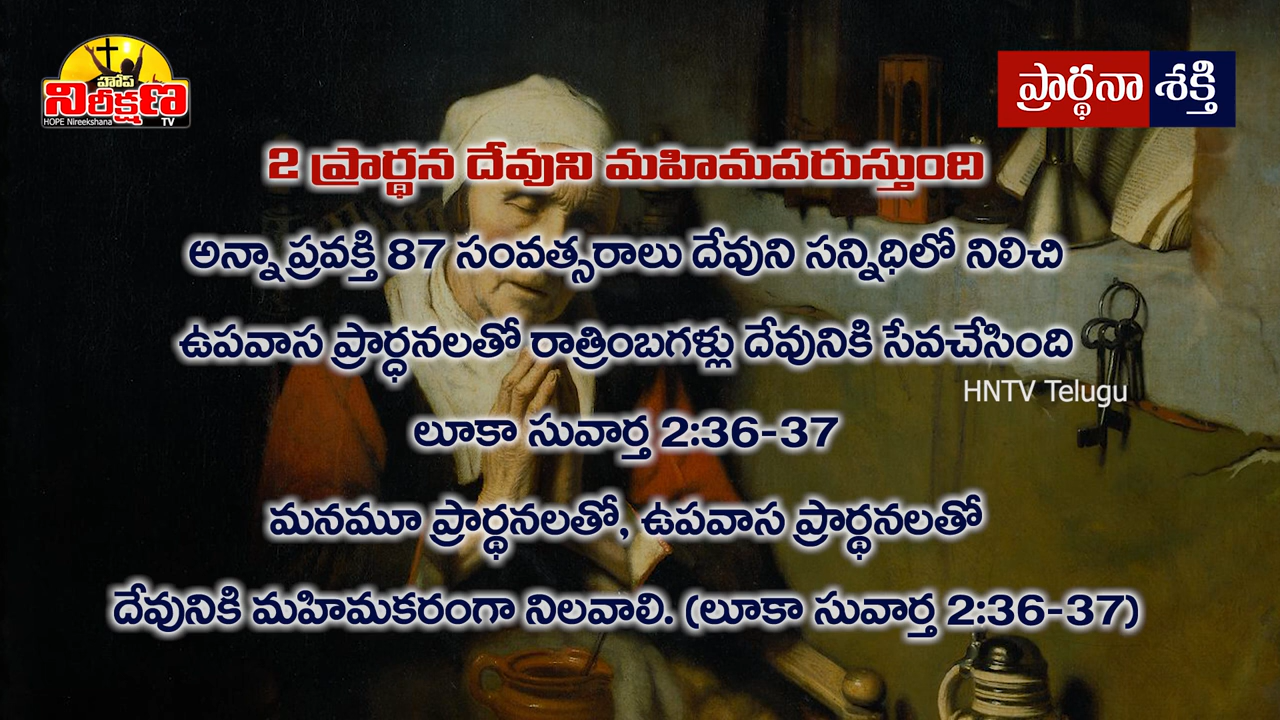 హోప్
నిరీక్షణ
HOPE Nireekshana TV
ప్రార్థనా శక్తి
2 ప్రార్థన దేవుని మహిమపరుస్తుంది
అన్నా ప్రవక్తి 87 సంవత్సరాలు దేవుని సన్నిధిలో నిలిచి
ఉపవాస ప్రార్ధనలతో రాత్రింబగళ్లు దేవునికి సేవచేసింది
HNTV Telugu
లూకా సువార్త 2:36-37
మనమూ ప్రార్థనలతో, ఉపవాస ప్రార్థనలతో
దేవునికి మహిమకరంగా నిలవాలి. (లూకా సువార్త 2:36-37)